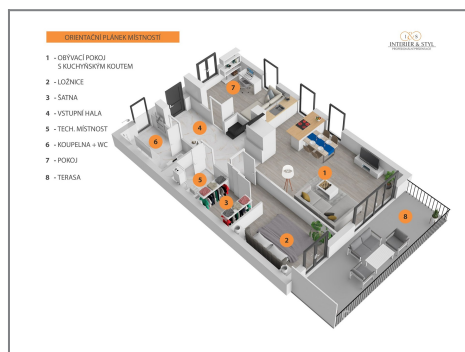 ORIENTAČNÍ PLÁNEK MÍSTNOSTÍ
I & S
INTERIER & STYL
1 - OBÝVACÍ POKOJ
S KUCHYŇSKÝM KOUTEM
2 - LOŽNICE
3 - ŠATNA
4 - VSTUPNÍ HALA
5 - TECH. MÍSTNOST
6 - KOUPELNA + WC
7 - POKOJ
8 - TERASA
7
4
6
1
5
3
8
2